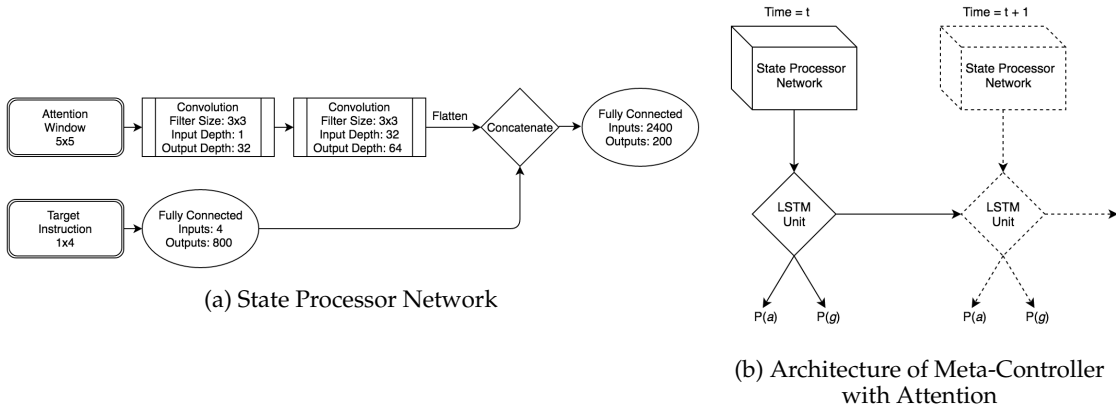 Attention
Window
5x5
Convolution
Filter Size: 3x3
Input Depth: 1
Output Depth: 32
Convolution
Filter Size: 3x3
Input Depth: 32
Output Depth: 64
Flatten
Concatenate
Fully Connected
Inputs: 2400
Outputs: 200
Target
Instruction
1x4
Fully Connected
Inputs: 4
Outputs: 800
(a) State Processor Network
Time = t
State Processor
Network
LSTM
Unit
P(a)
P(g)
Time = t + 1
State Processor
Network
LSTM
Unit
P(a)
P(g)
(b) Architecture of Meta-Controller
with Attention